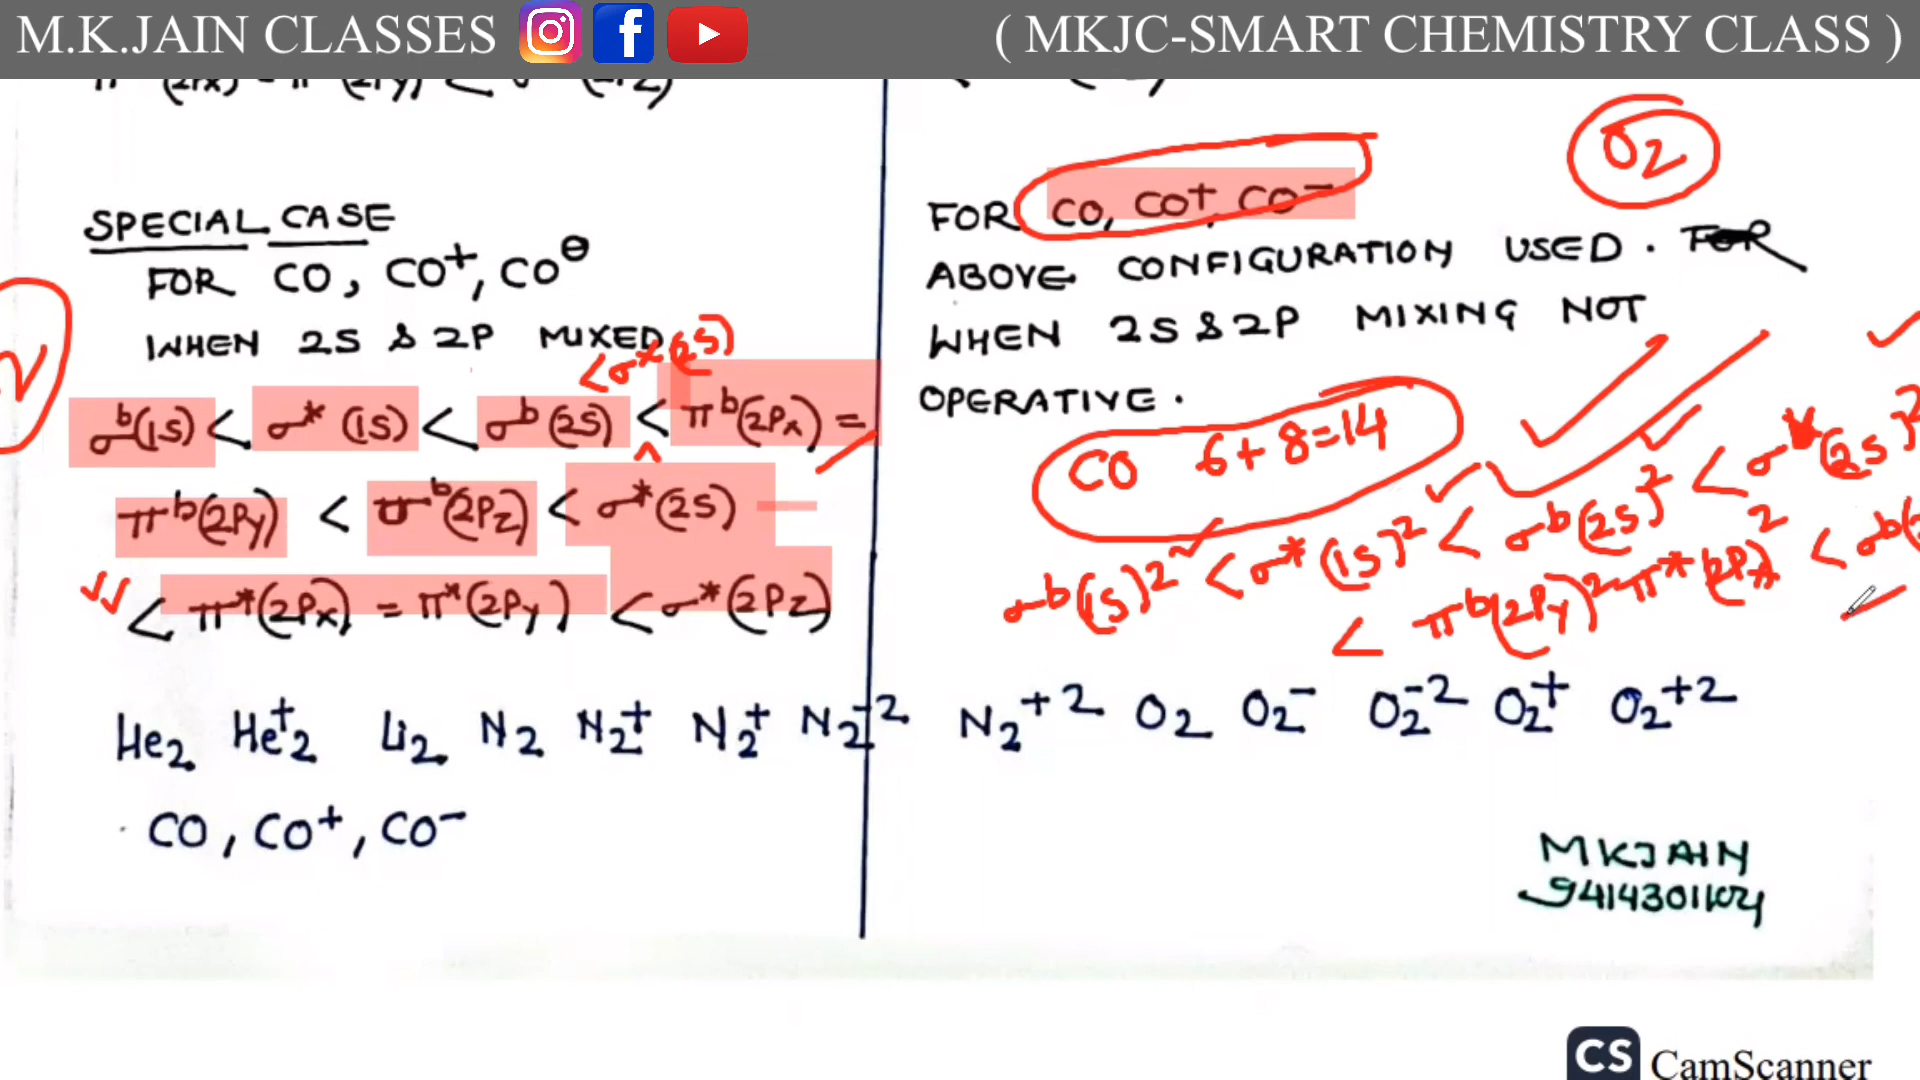 M.K.JAIN CLASSES
( MKJC-SMART CHEMISTRY CLASS )
SPECIAL CASE
FOR CO, CO⁺, CO⊖
WHEN 2S & 2P MIXED
<σ*(2S)
σᵇ(1S) < σ*(1S) < σᵇ(2S) < πᵇ(2Px) =
πᵇ(2Py) < σᵇ(2Pz) < σ*(2S)
< π*(2Px) = π*(2Py) < σ*(2Pz)
O₂
FOR CO, CO⁺, CO⁻
ABOVE CONFIGURATION USED.
WHEN 2S & 2P MIXING NOT
OPERATIVE.
CO 6+8=14
σᵇ(1S)² < σ*(1S)² < σᵇ(2S)² < σ*(2S)²
< πᵇ(2Py)² π*(2Px)² < σᵇ(
He₂ He₂⁺ Li₂ N₂ N₂⁺ N₂⁺ N₂⁻² N₂⁺² O₂ O₂⁻ O₂⁻² O₂⁺ O₂⁺²
CO, CO⁺, CO⁻
MKJAIN
CS CamScanner